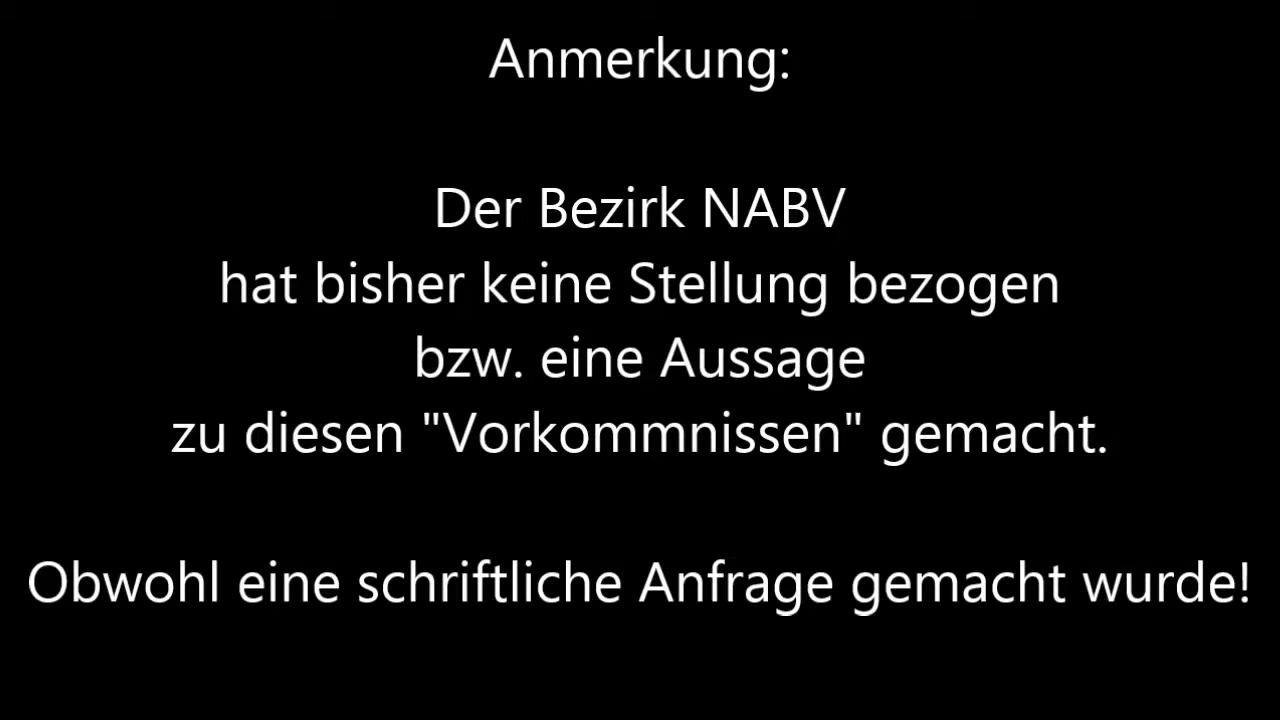 Anmerkung:
Der Bezirk NABV
hat bisher keine Stellung bezogen
bzw. eine Aussage
zu diesen "Vorkommnissen" gemacht.
Obwohl eine schriftliche Anfrage gemacht wurde!